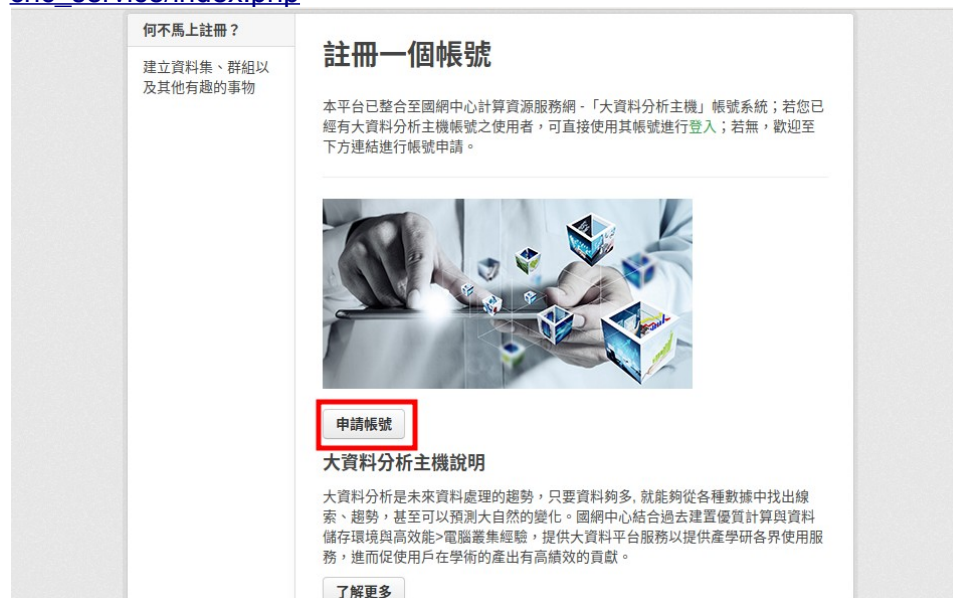 cne_service/index.php
何不馬上註冊？
建立資料集、群組以
及其他有趣的事物
註冊一個帳號
本平台已整合至國網中心計算資源服務網 -「大資料分析主機」帳號系統；若您已
經有大資料分析主機帳號之使用者，可直接使用其帳號進行登入；若無，歡迎至
下方連結進行帳號申請。
申請帳號
大資料分析主機說明
大資料分析是未來資料處理的趨勢，只要資料夠多, 就能夠從各種數據中找出線
索、趨勢，甚至可以預測大自然的變化。國網中心結合過去建置優質計算與資料
儲存環境與高效能>電腦叢集經驗，提供大資料平台服務以提供產學研各界使用服
務，進而促使用戶在學術的產出有高績效的貢獻。
了解更多